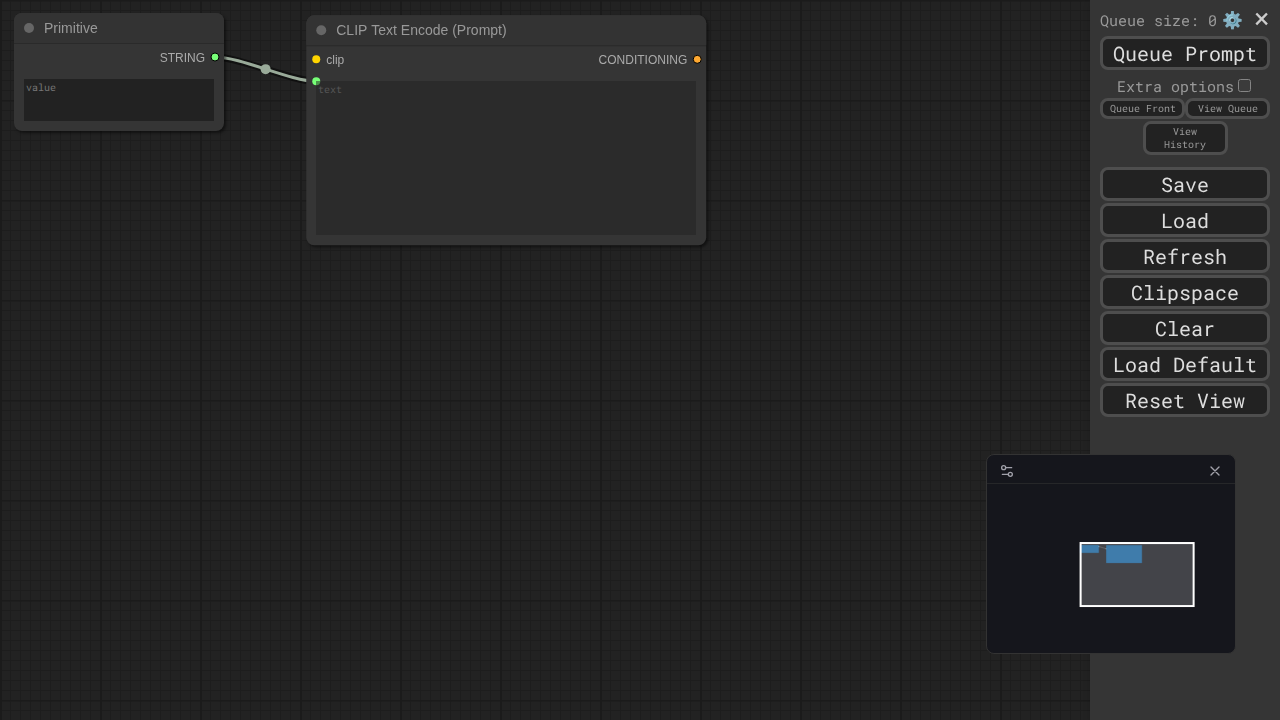 Primitive
STRING
value
CLIP Text Encode (Prompt)
clip
CONDITIONING
text
Queue size: 0
Queue Prompt
Extra options
Queue Front
View Queue
View
History
Save
Load
Refresh
Clipspace
Clear
Load Default
Reset View